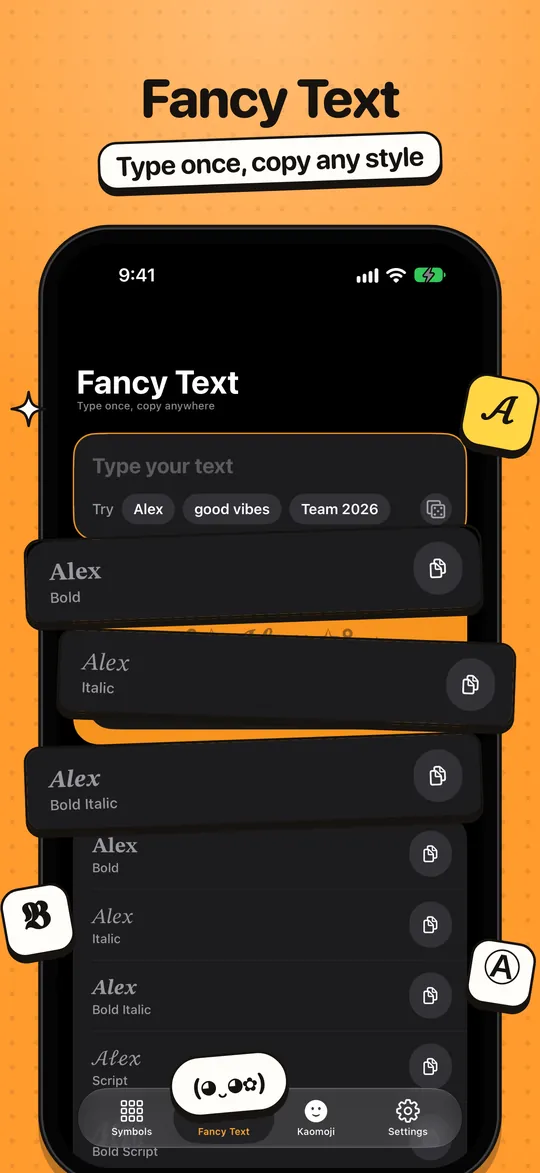 Fancy Text
Type once, copy any style
9:41
Fancy Text
Type once, copy anywhere
𝓐
Type your text
Try Alex good vibes Team 2026
Alex
Bold
Alex
Italic
Alex
Bold Italic
Alex
Bold
𝕭
Alex
Italic
Ⓐ
Alex
Bold Italic
𝒜ℓ𝑒𝓍
Script
(◕‿◕✿)
Symbols Fancy Text Kaomoji Settings
Bold Script